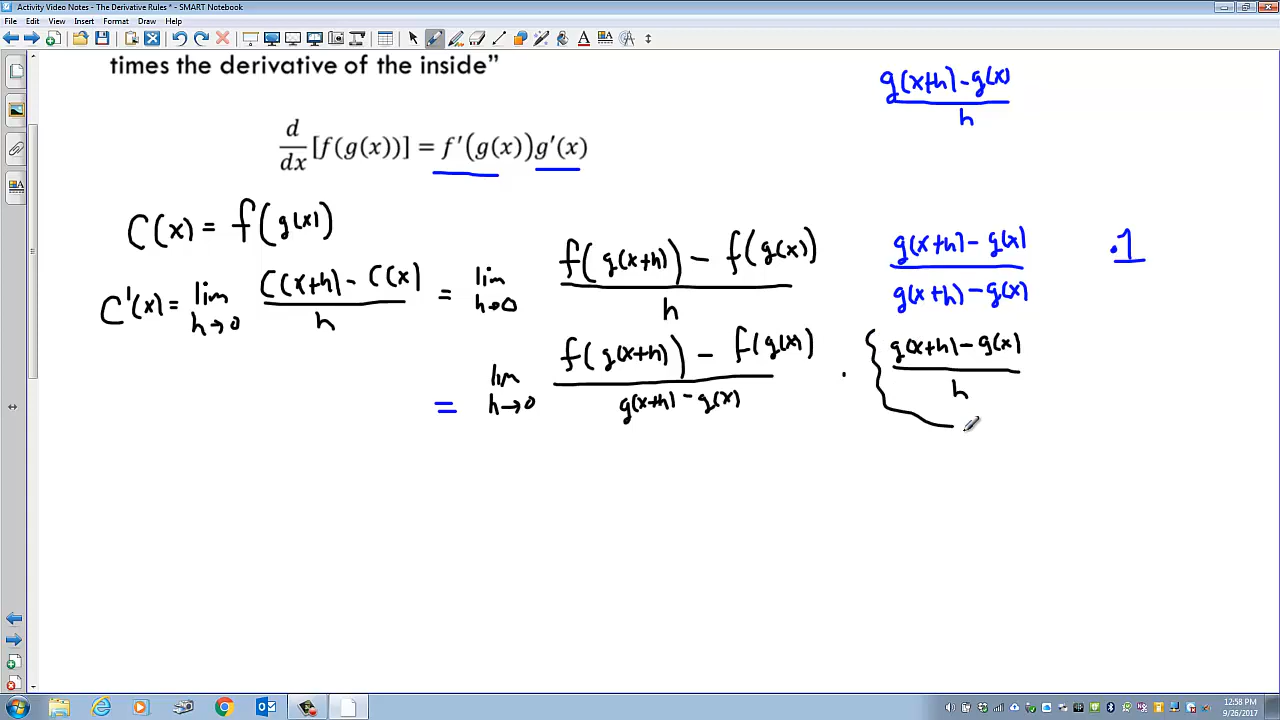 Activity Video Notes - The Derivative Rules * - SMART Notebook
File Edit View Insert Format Draw Help
times the derivative of the inside”
g(x+h)-g(x)
h
d/dx [f(g(x))] = f′(g(x))g′(x)
C(x) = f(g(x))
C'(x) = lim h→0 C(x+h) - C(x) / h = lim h→0 f(g(x+h)) - f(g(x)) / h g(x+h) - g(x) / g(x+h) - g(x) ·1
= lim h→0 f(g(x+h)) - f(g(x)) / g(x+h) - g(x) · { g(x+h) - g(x) / h
12:58 PM
9/26/2017